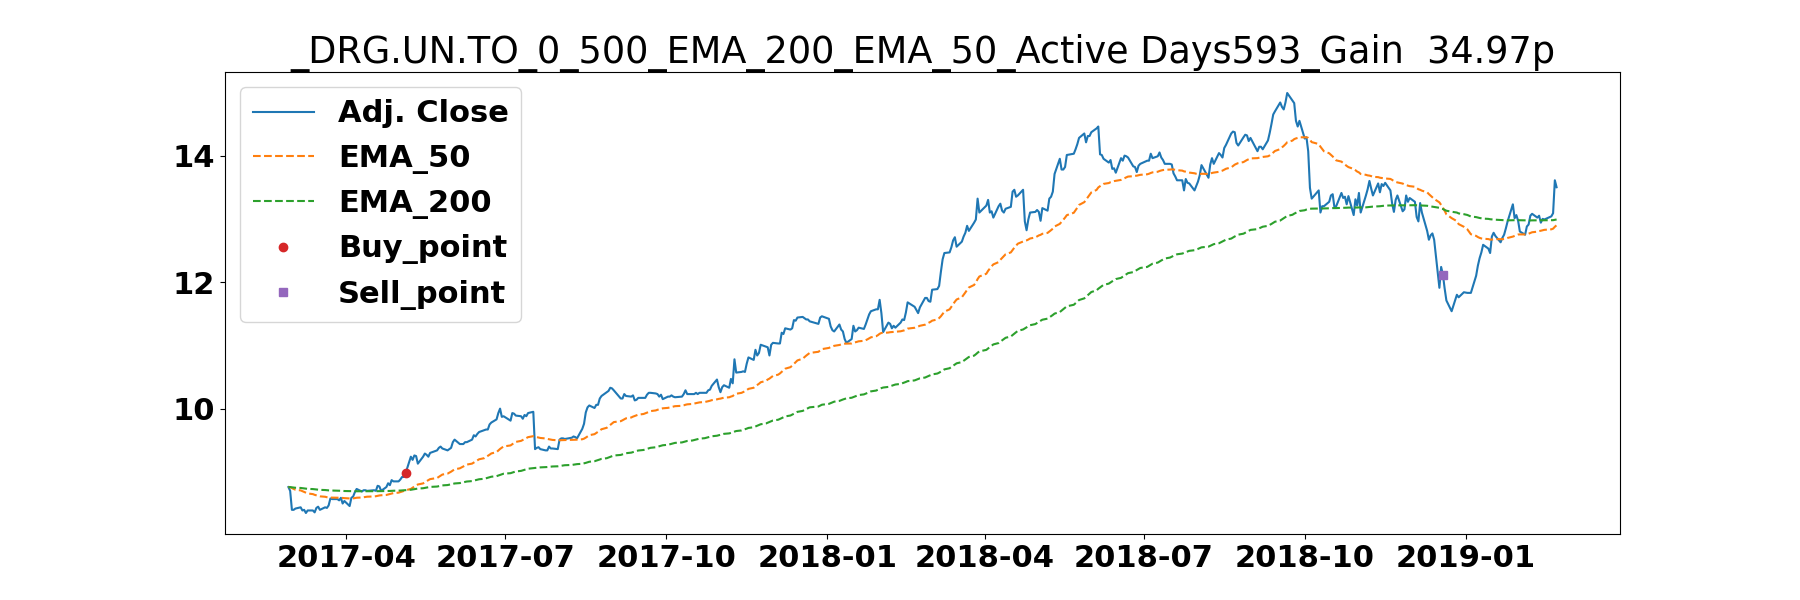 _DRG.UN.TO_0_500_EMA_200_EMA_50_Active Days593_Gain  34.97p
Adj. Close
EMA_50
EMA_200
Buy_point
Sell_point
14
12
10
2017-04 2017-07 2017-10 2018-01 2018-04 2018-07 2018-10 2019-01